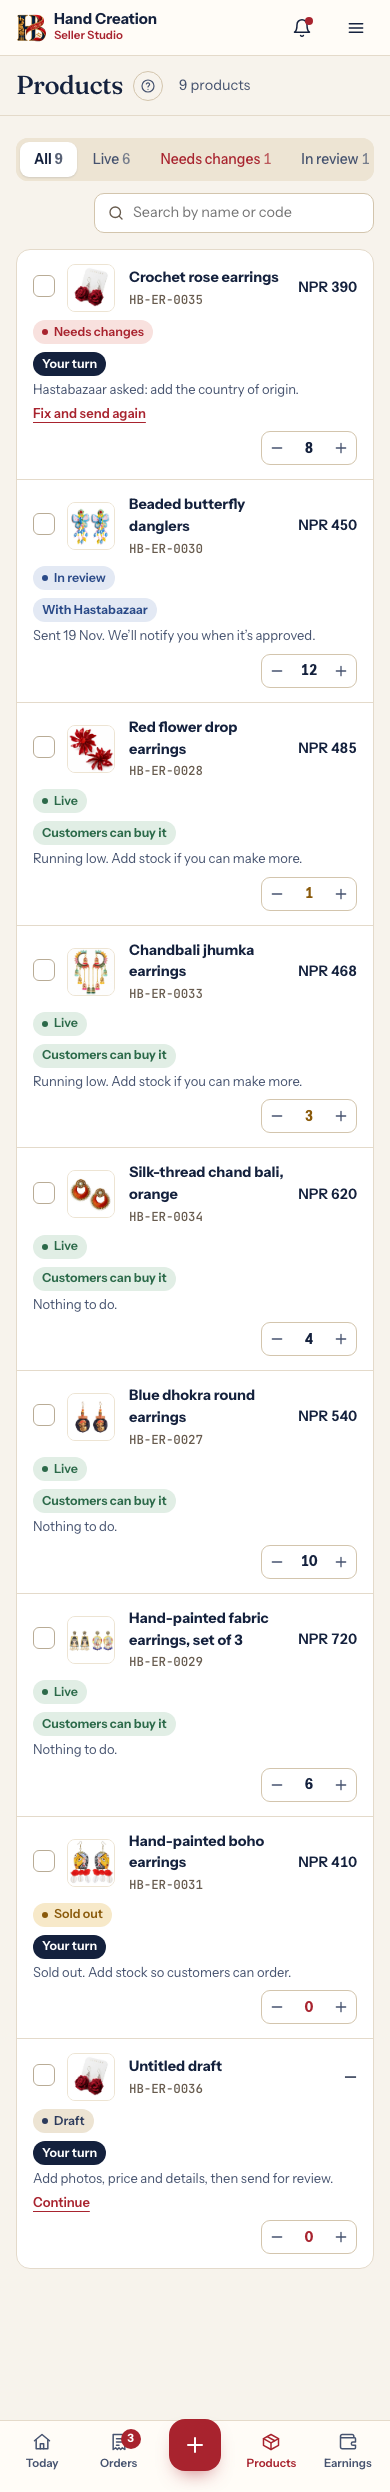 Hand Creation
Seller Studio
Products
9 products
All 9 Live 6 Needs changes 1 In review 1
Search by name or code
Crochet rose earrings
HB-ER-0035
NPR 390
Needs changes
Your turn
Hastabazaar asked: add the country of origin.
Fix and send again
− 8 +
Beaded butterfly
danglers
HB-ER-0030
NPR 450
In review
With Hastabazaar
Sent 19 Nov. We’ll notify you when it’s approved.
− 12 +
Red flower drop
earrings
HB-ER-0028
NPR 485
Live
Customers can buy it
Running low. Add stock if you can make more.
− 1 +
Chandbali jhumka
earrings
HB-ER-0033
NPR 468
Live
Customers can buy it
Running low. Add stock if you can make more.
− 3 +
Silk-thread chand bali,
orange
HB-ER-0034
NPR 620
Live
Customers can buy it
Nothing to do.
− 4 +
Blue dhokra round
earrings
HB-ER-0027
NPR 540
Live
Customers can buy it
Nothing to do.
− 10 +
Hand-painted fabric
earrings, set of 3
HB-ER-0029
NPR 720
Live
Customers can buy it
Nothing to do.
− 6 +
Hand-painted boho
earrings
HB-ER-0031
NPR 410
Sold out
Your turn
Sold out. Add stock so customers can order.
− 0 +
Untitled draft
HB-ER-0036
—
Draft
Your turn
Add photos, price and details, then send for review.
Continue
− 0 +
3
Today Orders Products Earnings